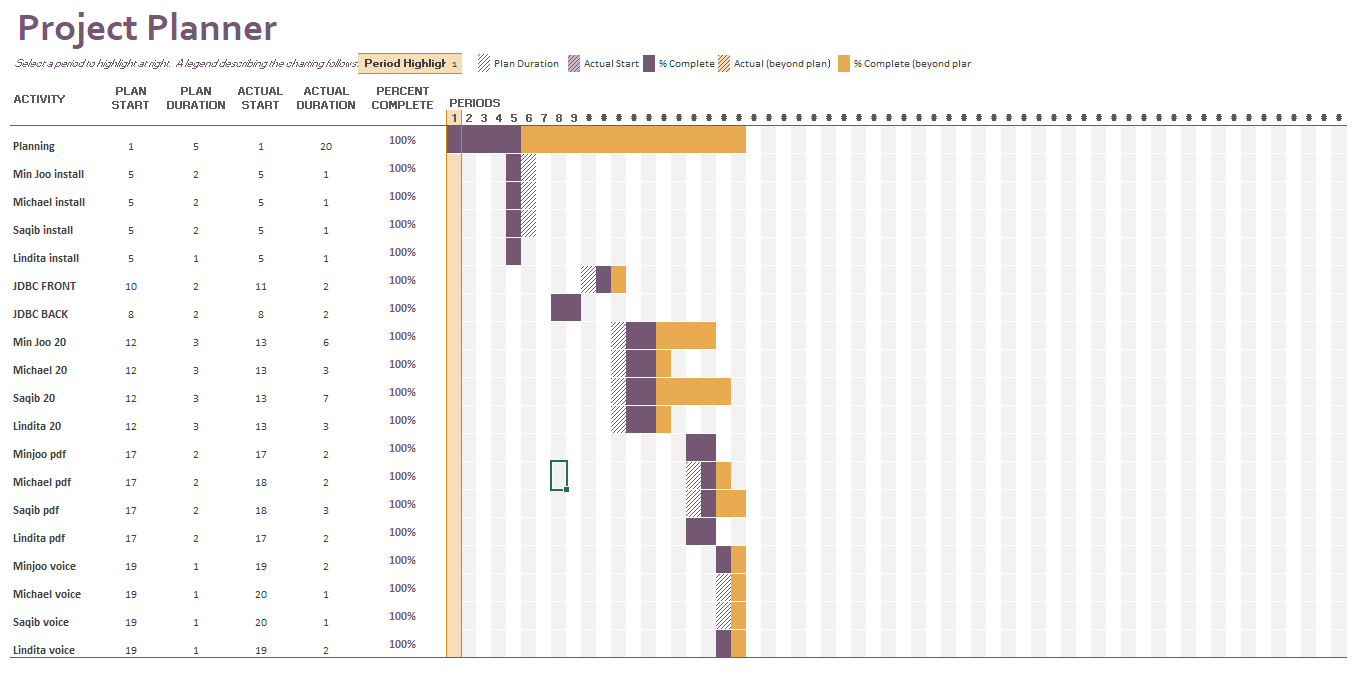 Project Planner
Select a period to highlight at right. A legend describing the charting follows. Period Highligh 1 Plan Duration Actual Start % Complete Actual (beyond plan) % Complete (beyond plan
ACTIVITY PLAN START PLAN DURATION ACTUAL START ACTUAL DURATION PERCENT COMPLETE PERIODS
1 2 3 4 5 6 7 8 9 # # # # # # # # # # # # # # # # # # # # # # # # # # # # # # # # # # # # # # # # # # # # # # # # # # #
Planning 1 5 1 20 100%
Min Joo install 5 2 5 1 100%
Michael install 5 2 5 1 100%
Saqib install 5 2 5 1 100%
Lindita install 5 1 5 1 100%
JDBC FRONT 10 2 11 2 100%
JDBC BACK 8 2 8 2 100%
Min Joo 20 12 3 13 6 100%
Michael 20 12 3 13 3 100%
Saqib 20 12 3 13 7 100%
Lindita 20 12 3 13 3 100%
Minjoo pdf 17 2 17 2 100%
Michael pdf 17 2 18 2 100%
Saqib pdf 17 2 18 3 100%
Lindita pdf 17 2 17 2 100%
Minjoo voice 19 1 19 2 100%
Michael voice 19 1 20 1 100%
Saqib voice 19 1 20 1 100%
Lindita voice 19 1 19 2 100%